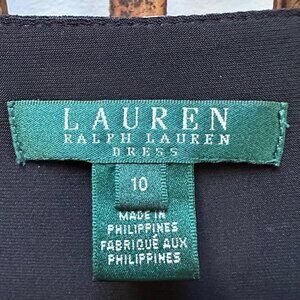 LAUREN
RALPH LAUREN
DRESS
10
MADE IN
PHILIPPINES
FABRIQUÉ AUX
PHILIPPINES